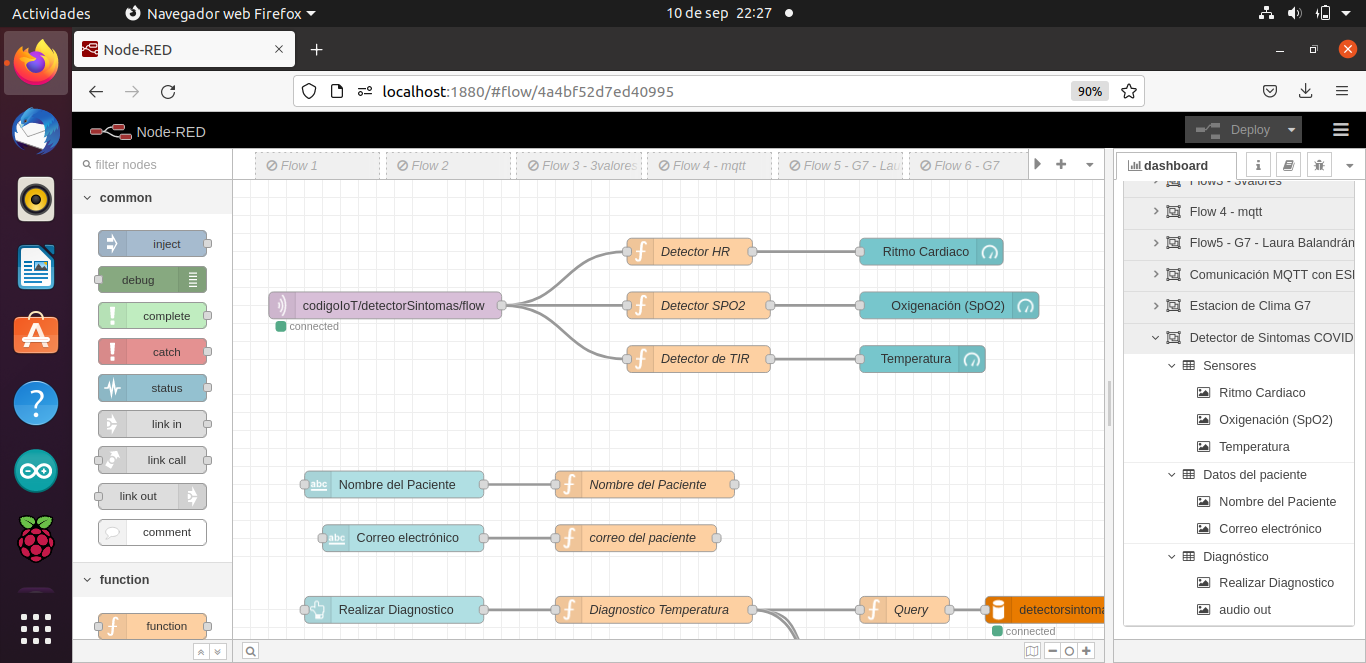 Actividades
Navegador web Firefox
10 de sep 22:27
Node-RED
localhost:1880/#flow/4a4bf52d7ed40995
90%
Node-RED
Deploy
filter nodes
Flow 1
Flow 2
Flow 3 - 3valores
Flow 4 - mqtt
Flow 5 - G7 - Lau
Flow 6 - G7
dashboard
common
inject
debug
complete
catch
status
link in
link call
link out
comment
function
function
codigoIoT/detectorSintomas/flow
connected
Detector HR
Ritmo Cardiaco
Detector SPO2
Oxigenación (SpO2)
Detector de TIR
Temperatura
abc
Nombre del Paciente
Nombre del Paciente
abc
Correo electrónico
correo del paciente
Realizar Diagnostico
Diagnostico Temperatura
Query
detectorsintoma
connected
Flow3 - 3valores
Flow 4 - mqtt
Flow5 - G7 - Laura Balandrán
Comunicación MQTT con ESI
Estacion de Clima G7
Detector de Sintomas COVID
Sensores
Ritmo Cardiaco
Oxigenación (SpO2)
Temperatura
Datos del paciente
Nombre del Paciente
Correo electrónico
Diagnóstico
Realizar Diagnostico
audio out